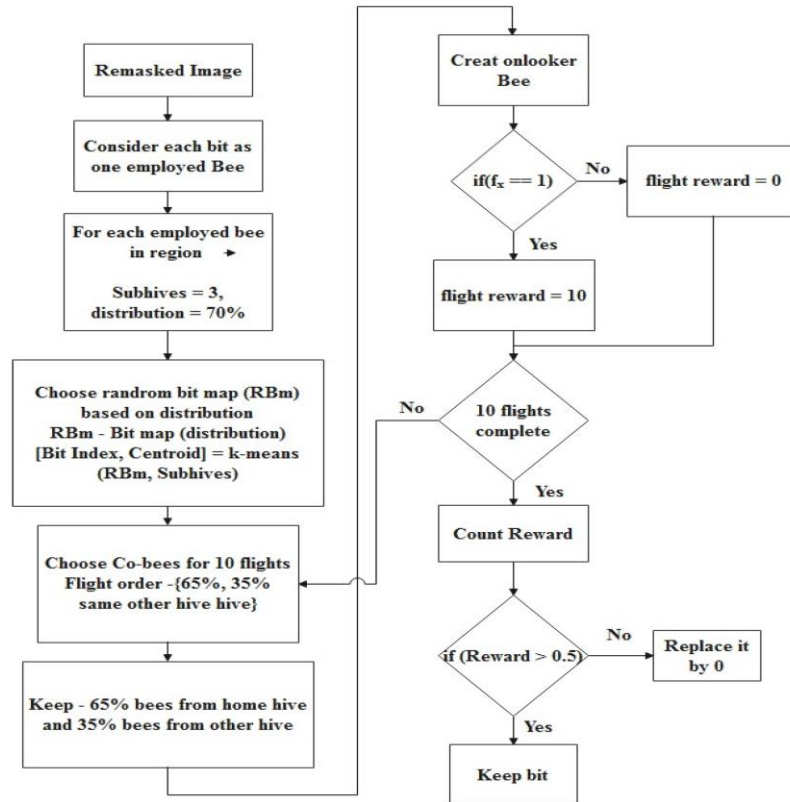 Remasked Image
Consider each bit as
one employed Bee
For each employed bee
in region
Subhives = 3,
distribution = 70%
Choose randrom bit map (RBm)
based on distribution
RBm - Bit map (distribution)
[Bit Index, Centroid] = k-means
(RBm, Subhives)
Choose Co-bees for 10 flights
Flight order -{65%, 35%
same other hive hive}
Keep - 65% bees from home hive
and 35% bees from other hive
Creat onlooker
Bee
if(fₓ == 1)
No
flight reward = 0
Yes
flight reward = 10
10 flights
complete
No
Yes
Count Reward
if (Reward > 0.5)
No
Replace it
by 0
Yes
Keep bit